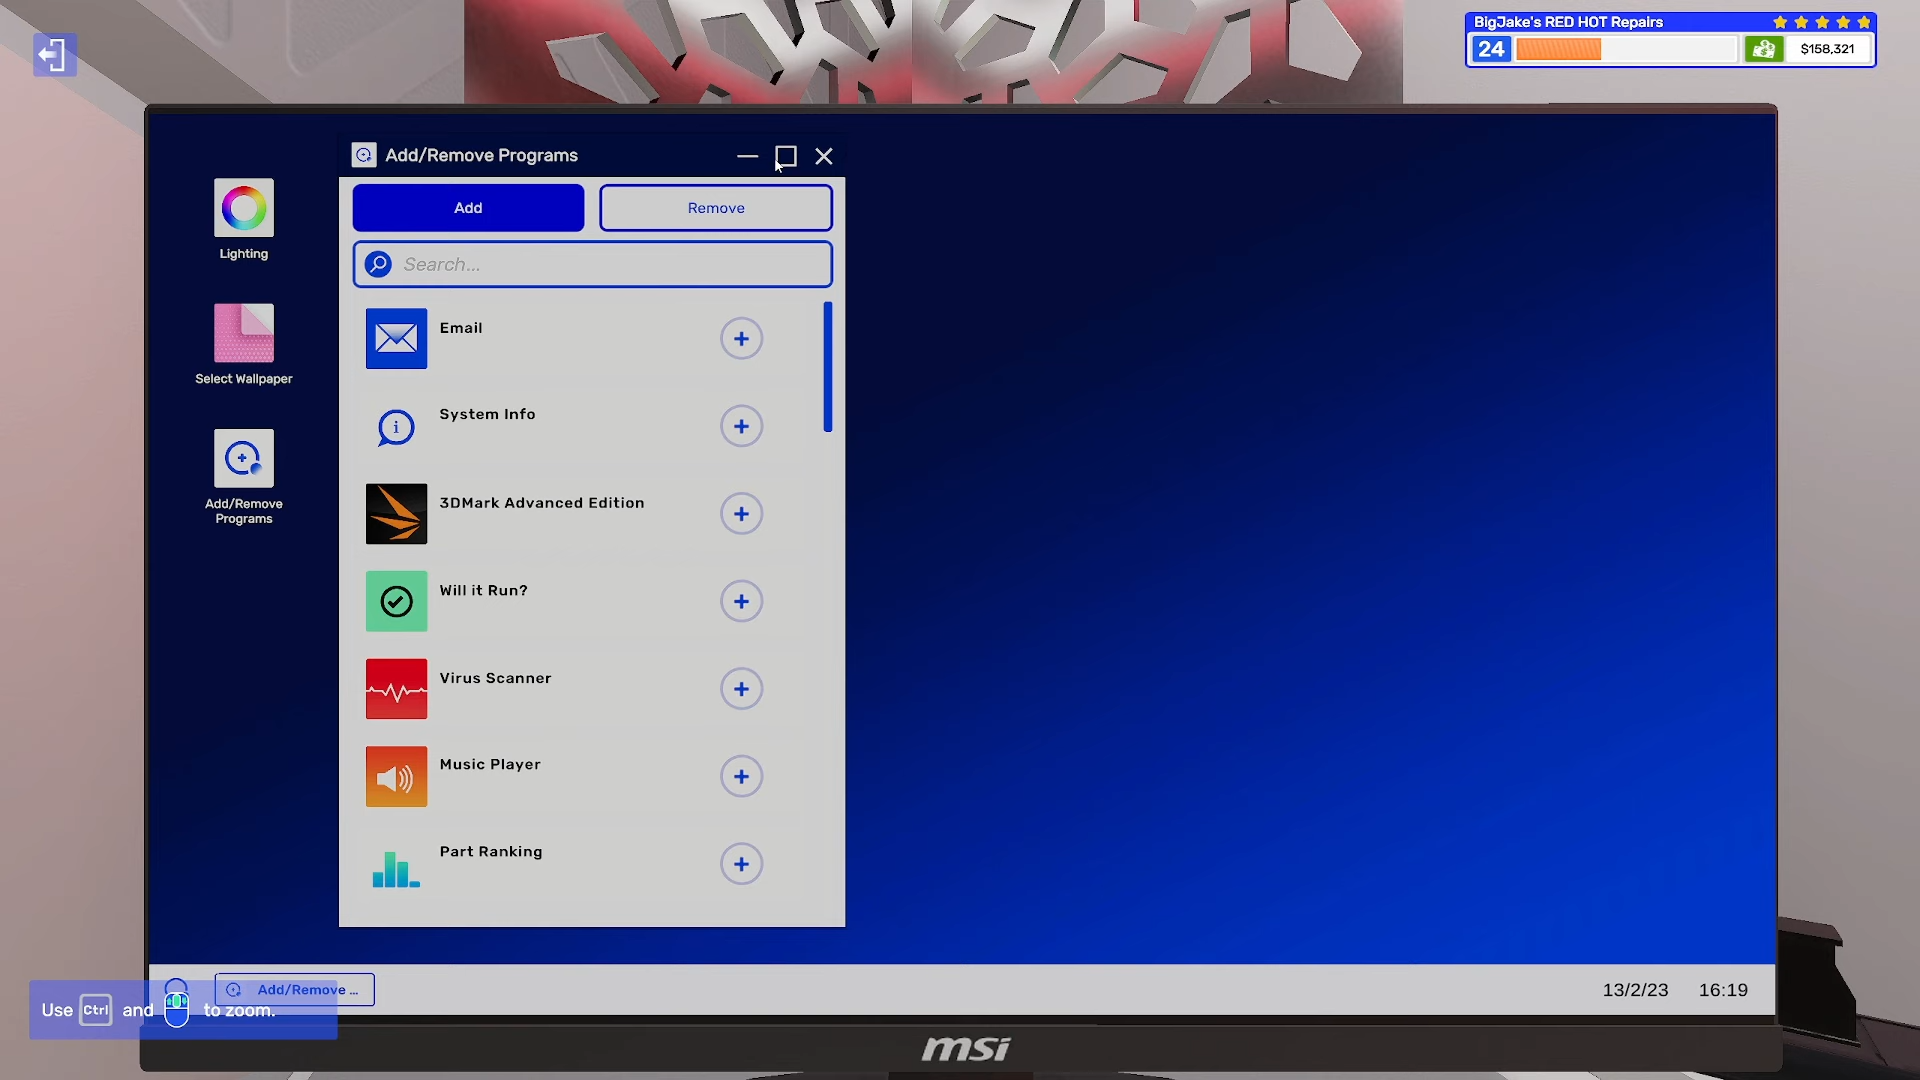 BigJake's RED HOT Repairs
24
$158,321
Add/Remove Programs
Add
Remove
Search...
Lighting
Select Wallpaper
Add/Remove
Programs
Email
System Info
3DMark Advanced Edition
Will it Run?
Virus Scanner
Music Player
Part Ranking
Add/Remove ...
13/2/23
16:19
Use Ctrl and to zoom.
msi